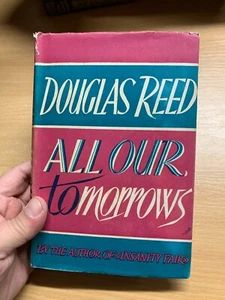 DOUGLAS REED
ALL OUR
tomorrows
BY THE AUTHOR OF «INSANITY FAIR»